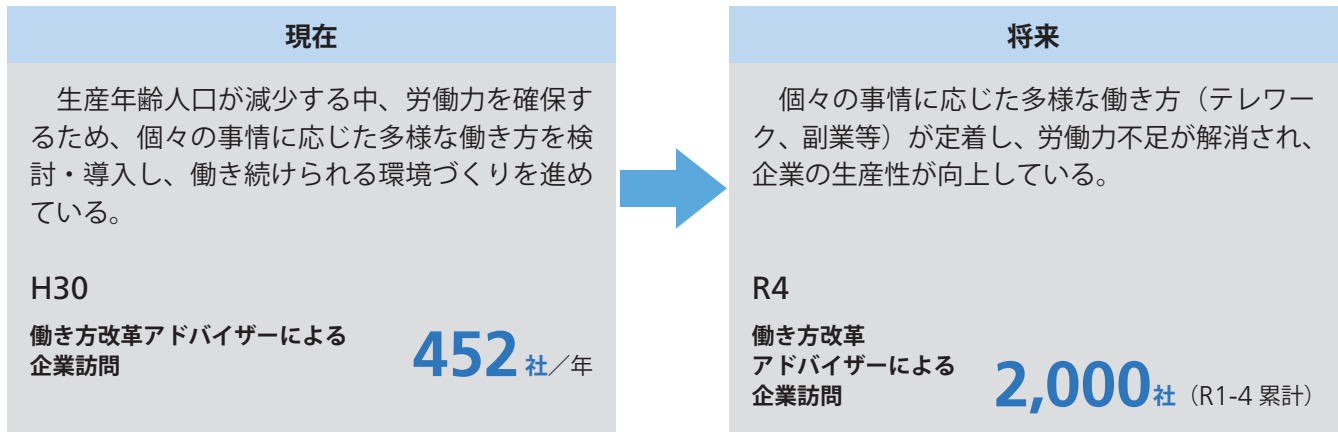 現在
生産年齢人口が減少する中、労働力を確保す
るため、個々の事情に応じた多様な働き方を検
討・導入し、働き続けられる環境づくりを進め
ている。
H30
働き方改革アドバイザーによる
企業訪問
452社／年
将来
個々の事情に応じた多様な働き方（テレワー
ク、副業等）が定着し、労働力不足が解消され、
企業の生産性が向上している。
R4
働き方改革
アドバイザーによる
企業訪問
2,000社（R1-4 累計）